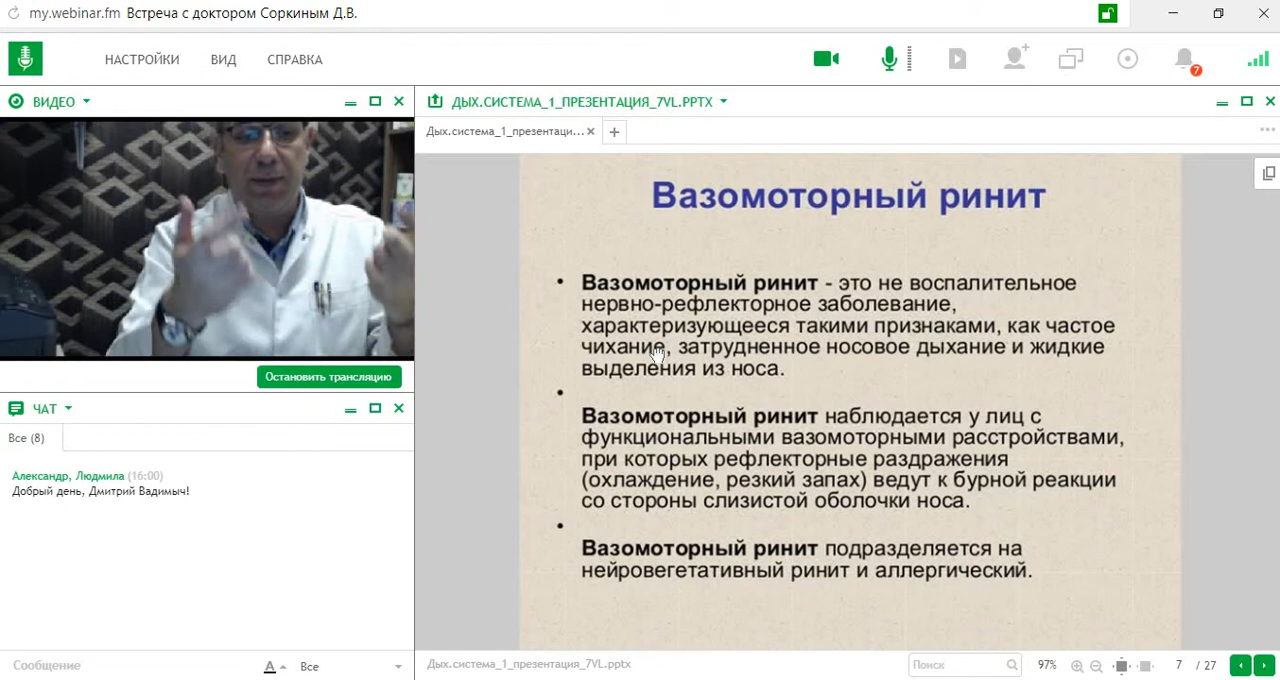 my.webinar.fm Встреча с доктором Соркиным Д.В.
НАСТРОЙКИ ВИД СПРАВКА
7
ВИДЕО
ДЫХ.СИСТЕМА_1_ПРЕЗЕНТАЦИЯ_7VL.PPTX
Дых.система_1_презентаци...
Вазомоторный ринит
• Вазомоторный ринит - это не воспалительное
нервно-рефлекторное заболевание,
характеризующееся такими признаками, как частое
чихание, затрудненное носовое дыхание и жидкие
выделения из носа.
•
Вазомоторный ринит наблюдается у лиц с
функциональными вазомоторными расстройствами,
при которых рефлекторные раздражения
(охлаждение, резкий запах) ведут к бурной реакции
со стороны слизистой оболочки носа.
•
Вазомоторный ринит подразделяется на
нейровегетативный ринит и аллергический.
Остановить трансляцию
ЧАТ
Все (8)
Александр, Людмила (16:00)
Добрый день, Дмитрий Вадимыч!
Сообщение
A
Все
Дых.система_1_презентация_7VL.pptx
Поиск
97%
7 / 27